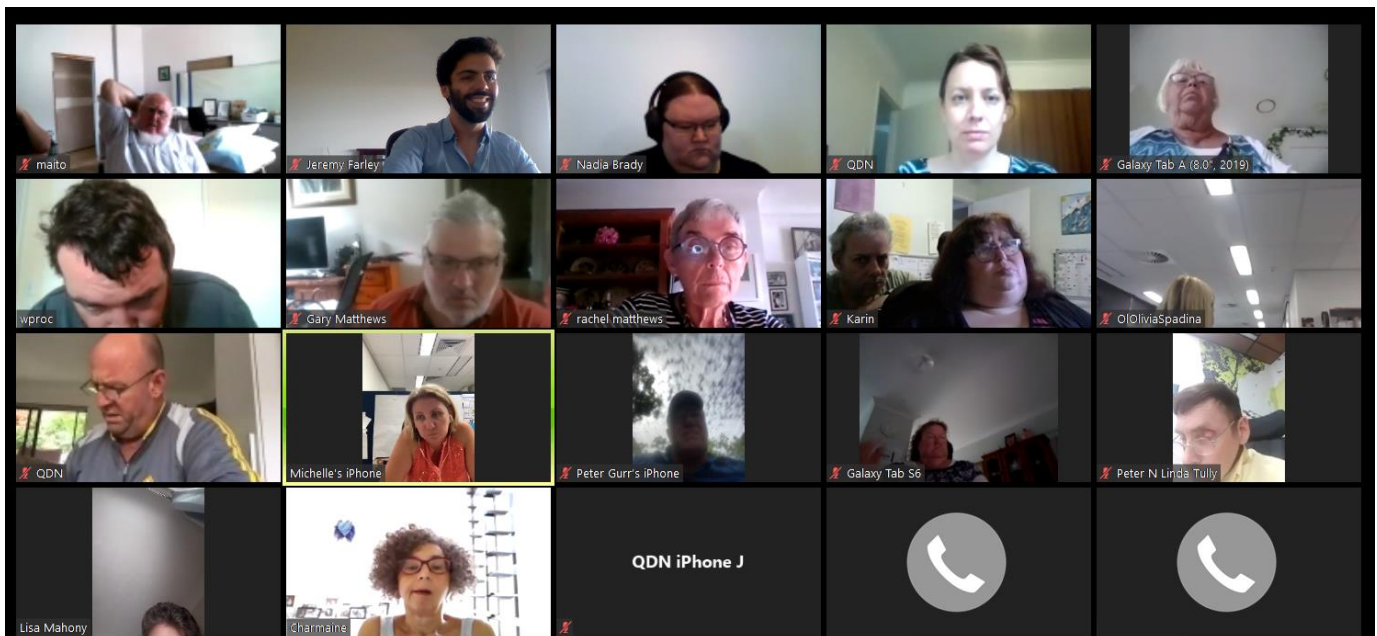 maito
Jeremy Farley
Nadia Brady
QDN
Galaxy Tab A (8.0", 2019)
wproc
Gary Matthews
rachel matthews
Karin
OlOliviaSpadina
QDN
Michelle's iPhone
Peter Gurr's iPhone
Galaxy Tab S6
Peter N Linda Tully
Lisa Mahony
Charmaine
QDN iPhone J